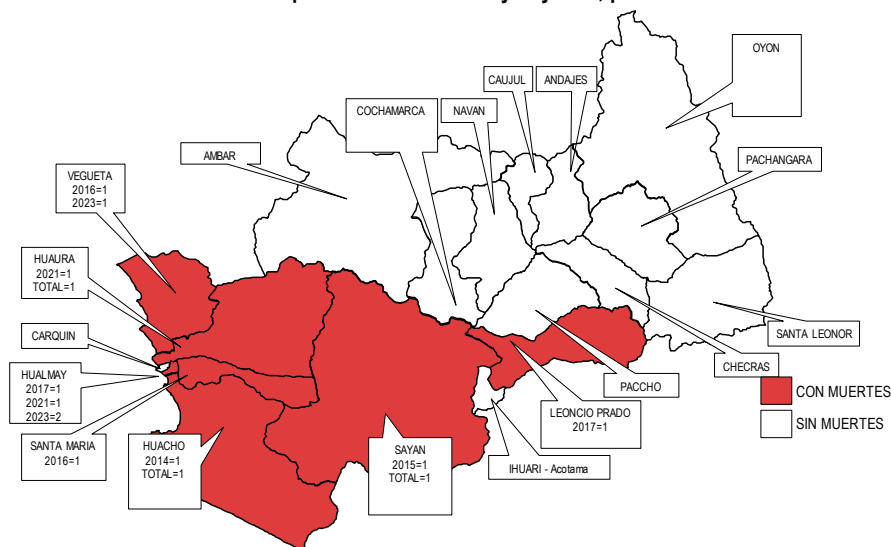 OYON
CAUJUL
ANDAJES
COCHAMARCA
NAVAN
AMBAR
PACHANGARA
VEGUETA
2016=1
2023=1
HUAURA
2021=1
TOTAL=1
CARQUIN
HUALMAY
2017=1
2021=1
2023=2
SANTA MARIA
2016=1
HUACHO
2014=1
TOTAL=1
SAYAN
2015=1
TOTAL=1
IHUARI - Acotama
LEONCIO PRADO
2017=1
PACCHO
CHECRAS
SANTA LEONOR
CON MUERTES
SIN MUERTES